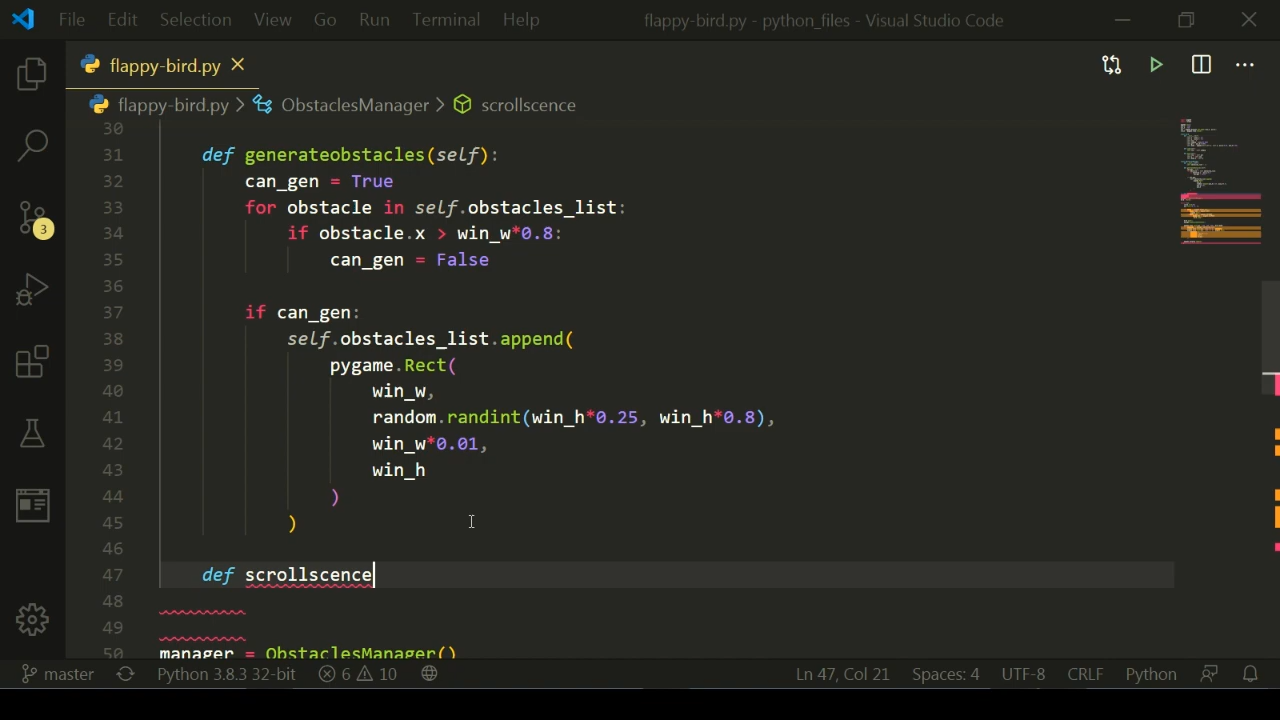 File Edit Selection View Go Run Terminal Help flappy-bird.py - python_files - Visual Studio Code
flappy-bird.py
flappy-bird.py > ObstaclesManager > scrollscence
30
31 def generateobstacles(self):
32 can_gen = True
33 for obstacle in self.obstacles_list:
34 if obstacle.x > win_w*0.8:
35 can_gen = False
36
37 if can_gen:
38 self.obstacles_list.append(
39 pygame.Rect(
40 win_w,
41 random.randint(win_h*0.25, win_h*0.8),
42 win_w*0.01,
43 win_h
44 )
45 )
46
47 def scrollscence
48
49
50 manager = ObstaclesManager()
3
master Python 3.8.3 32-bit 6 10 Ln 47, Col 21 Spaces: 4 UTF-8 CRLF Python